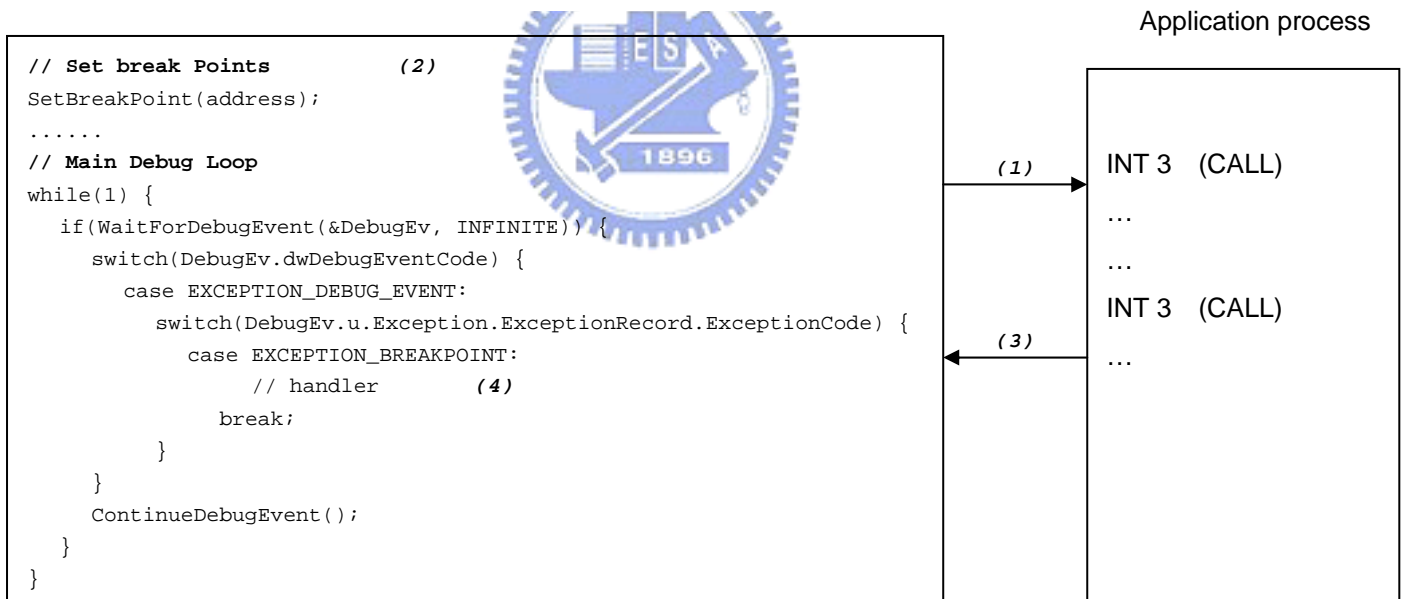 Application process
// Set break Points (2)
SetBreakPoint(address);
......
// Main Debug Loop
while(1) {
if(WaitForDebugEvent(&DebugEv, INFINITE)) {
switch(DebugEv.dwDebugEventCode) {
case EXCEPTION_DEBUG_EVENT:
switch(DebugEv.u.Exception.ExceptionRecord.ExceptionCode) {
case EXCEPTION_BREAKPOINT:
// handler (4)
break;
}
}
ContinueDebugEvent();
}
}
E S A
1896
(1)
(3)
INT 3 (CALL)
…
…
INT 3 (CALL)
…